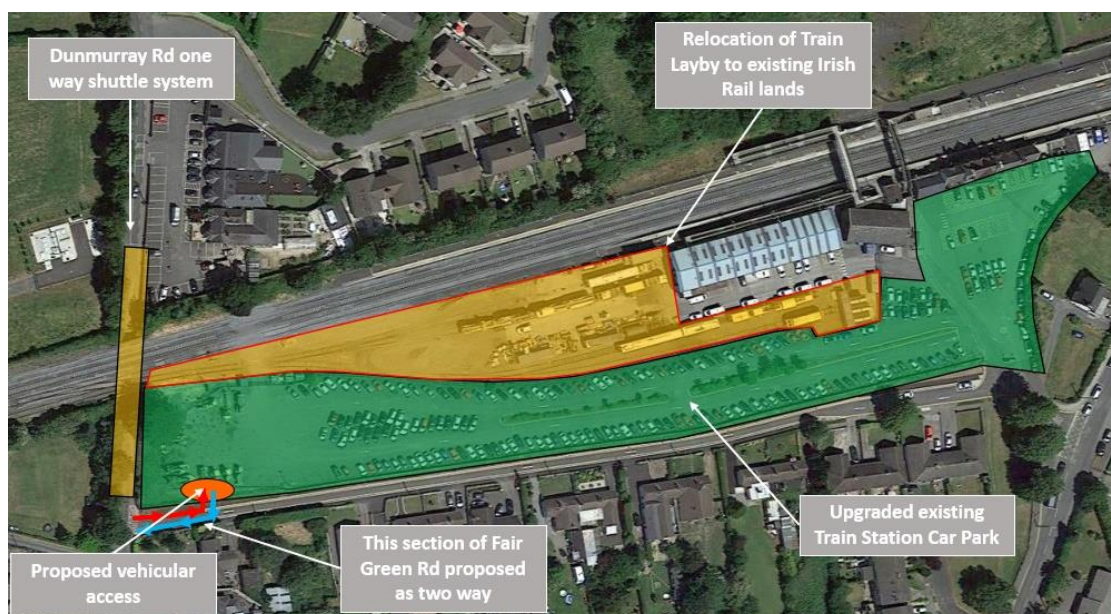 Dunmurray Rd one
way shuttle system
Relocation of Train
Layby to existing Irish
Rail lands
Proposed vehicular
access
This section of Fair
Green Rd proposed
as two way
Upgraded existing
Train Station Car Park